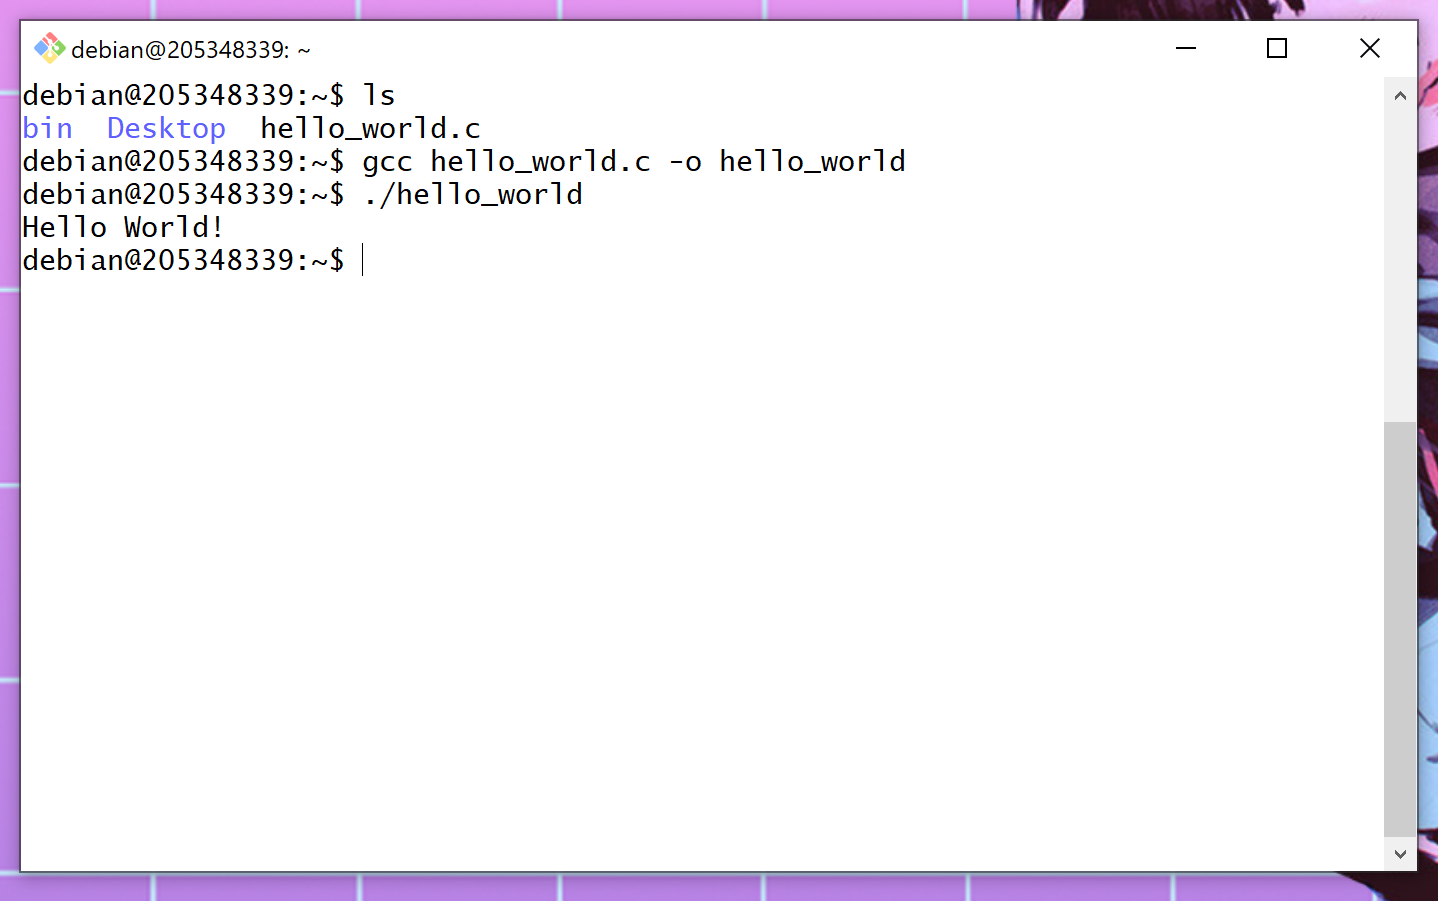 debian@205348339: ~
debian@205348339:~$ ls
bin  Desktop  hello_world.c
debian@205348339:~$ gcc hello_world.c -o hello_world
debian@205348339:~$ ./hello_world
Hello World!
debian@205348339:~$